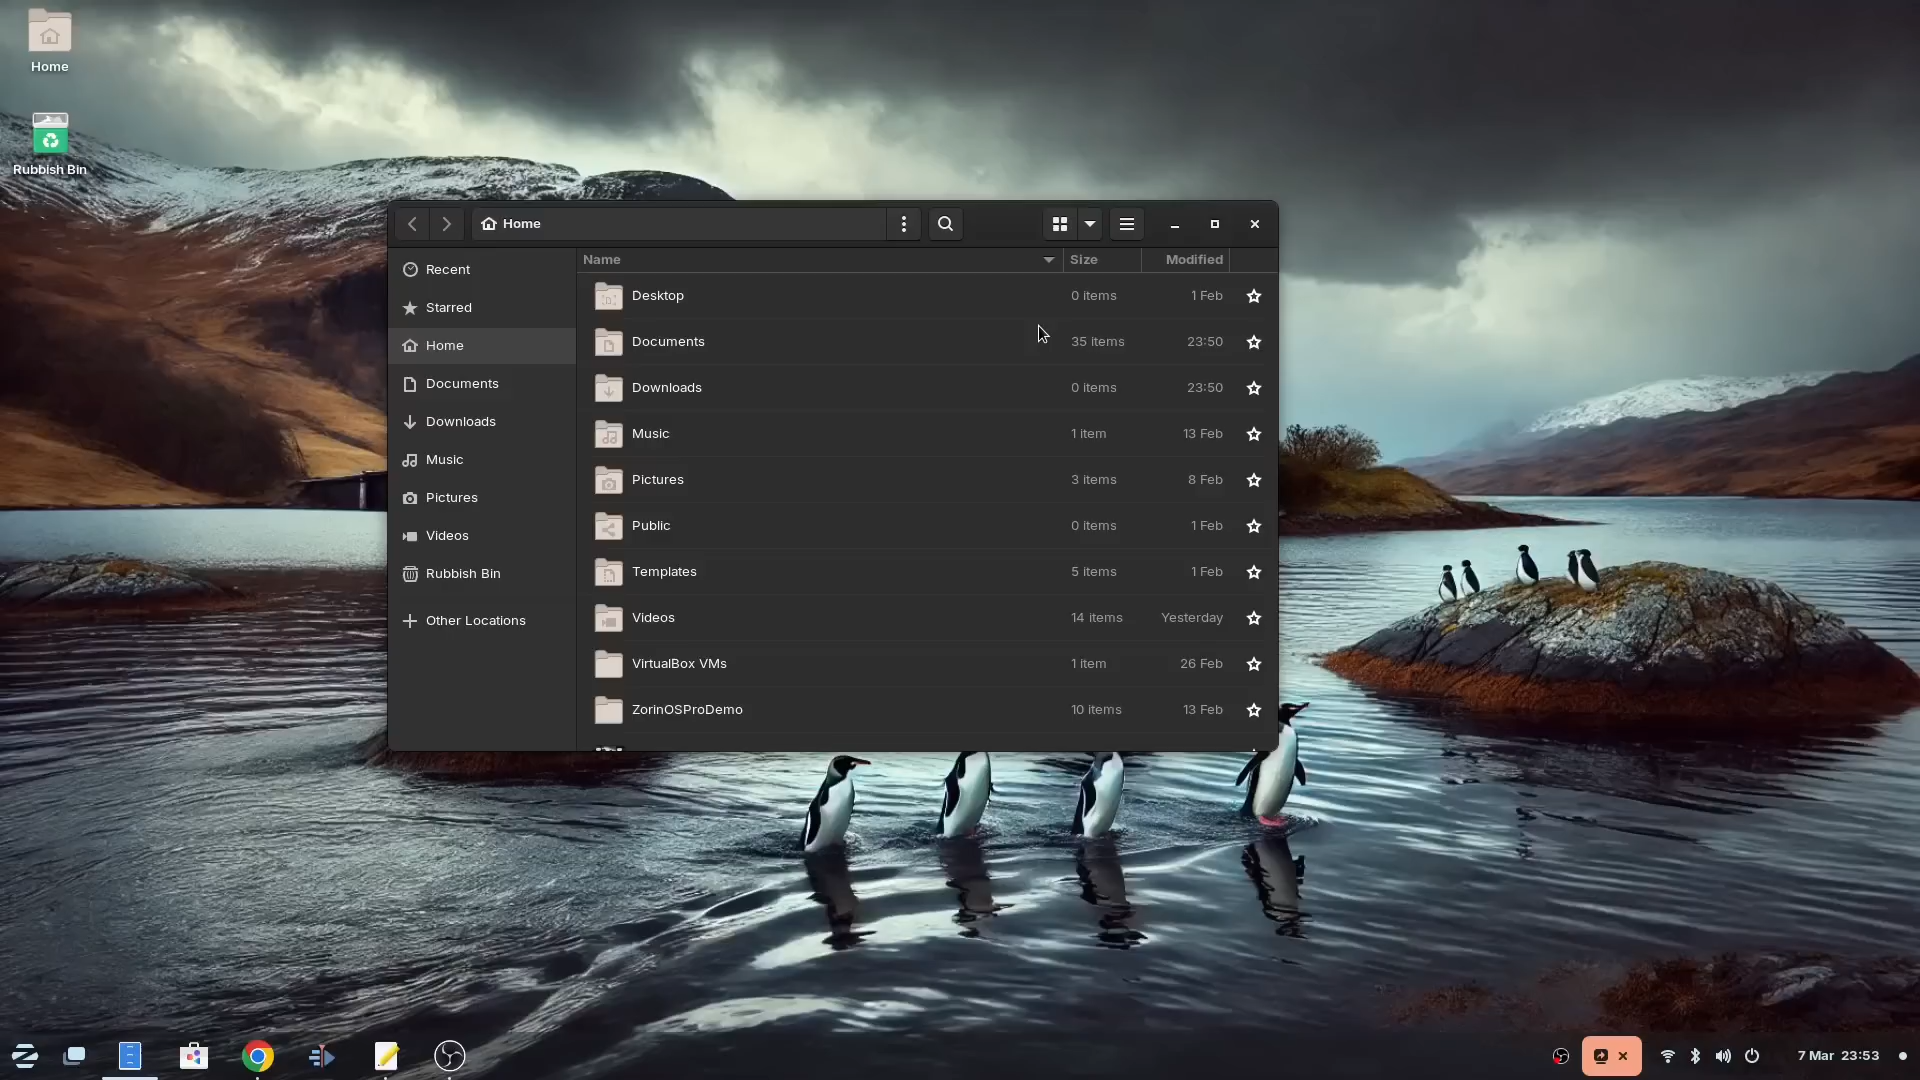 Home
Rubbish Bin
Home
Recent
Starred
Home
Documents
Downloads
Music
Pictures
Videos
Rubbish Bin
Other Locations
Name Size Modified
Desktop 0 items 1 Feb
Documents 35 items 23:50
Downloads 0 items 23:50
Music 1 item 13 Feb
Pictures 3 items 8 Feb
Public 0 items 1 Feb
Templates 5 items 1 Feb
Videos 14 items Yesterday
VirtualBox VMs 1 item 26 Feb
ZorinOSProDemo 10 items 13 Feb
7 Mar 23:53